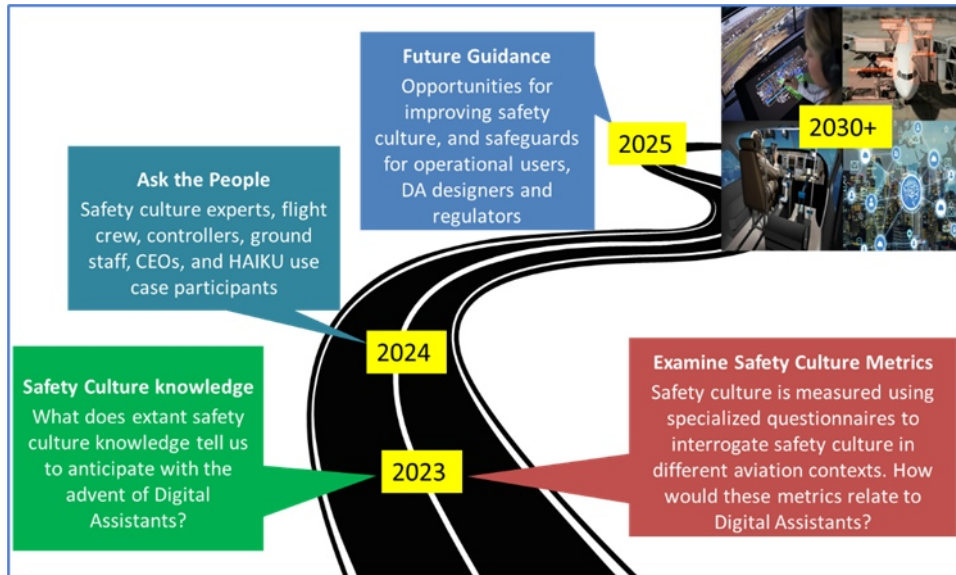 Future Guidance
Opportunities for
improving safety
culture, and safeguards
for operational users,
DA designers and
regulators
2025
2030+
Ask the People
Safety culture experts, flight
crew, controllers, ground
staff, CEOs, and HAIKU use
case participants
2024
Safety Culture knowledge
What does extant safety
culture knowledge tell us
to anticipate with the
advent of Digital
Assistants?
2023
Examine Safety Culture Metrics
Safety culture is measured using
specialized questionnaires to
interrogate safety culture in
different aviation contexts. How
would these metrics relate to
Digital Assistants?